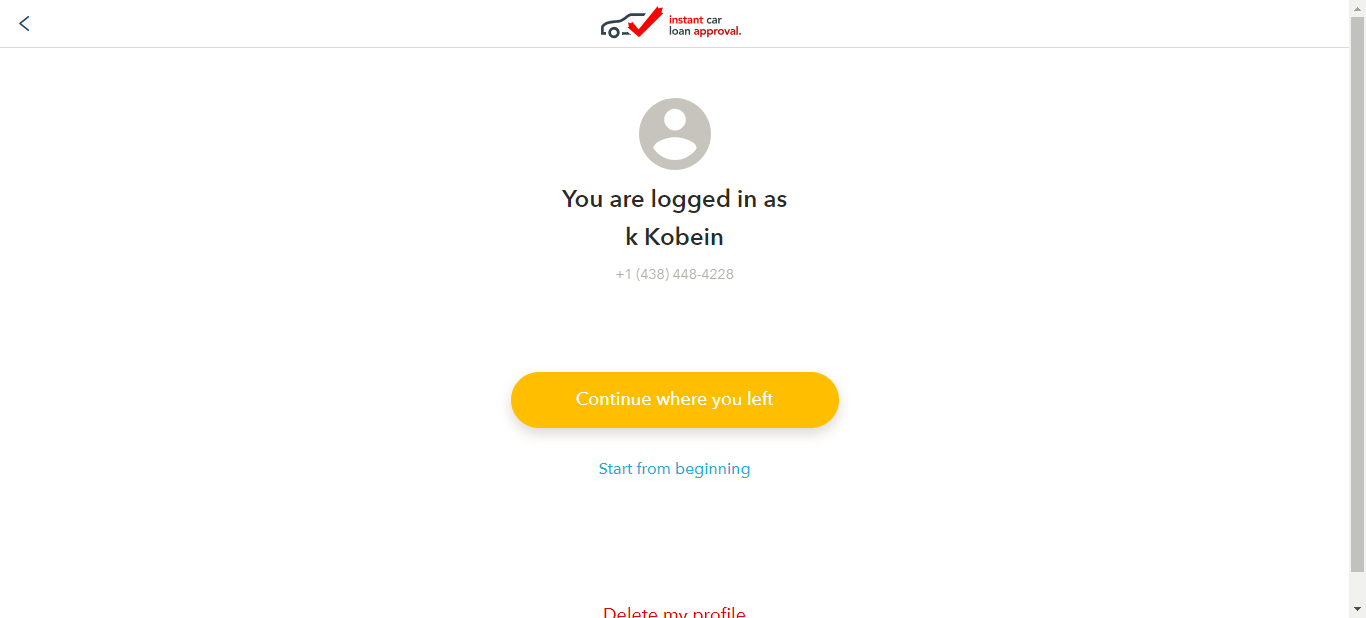 instant car
loan approval.
You are logged in as
k Kobein
+1 (438) 448-4228
Continue where you left
Start from beginning
Delete my profile